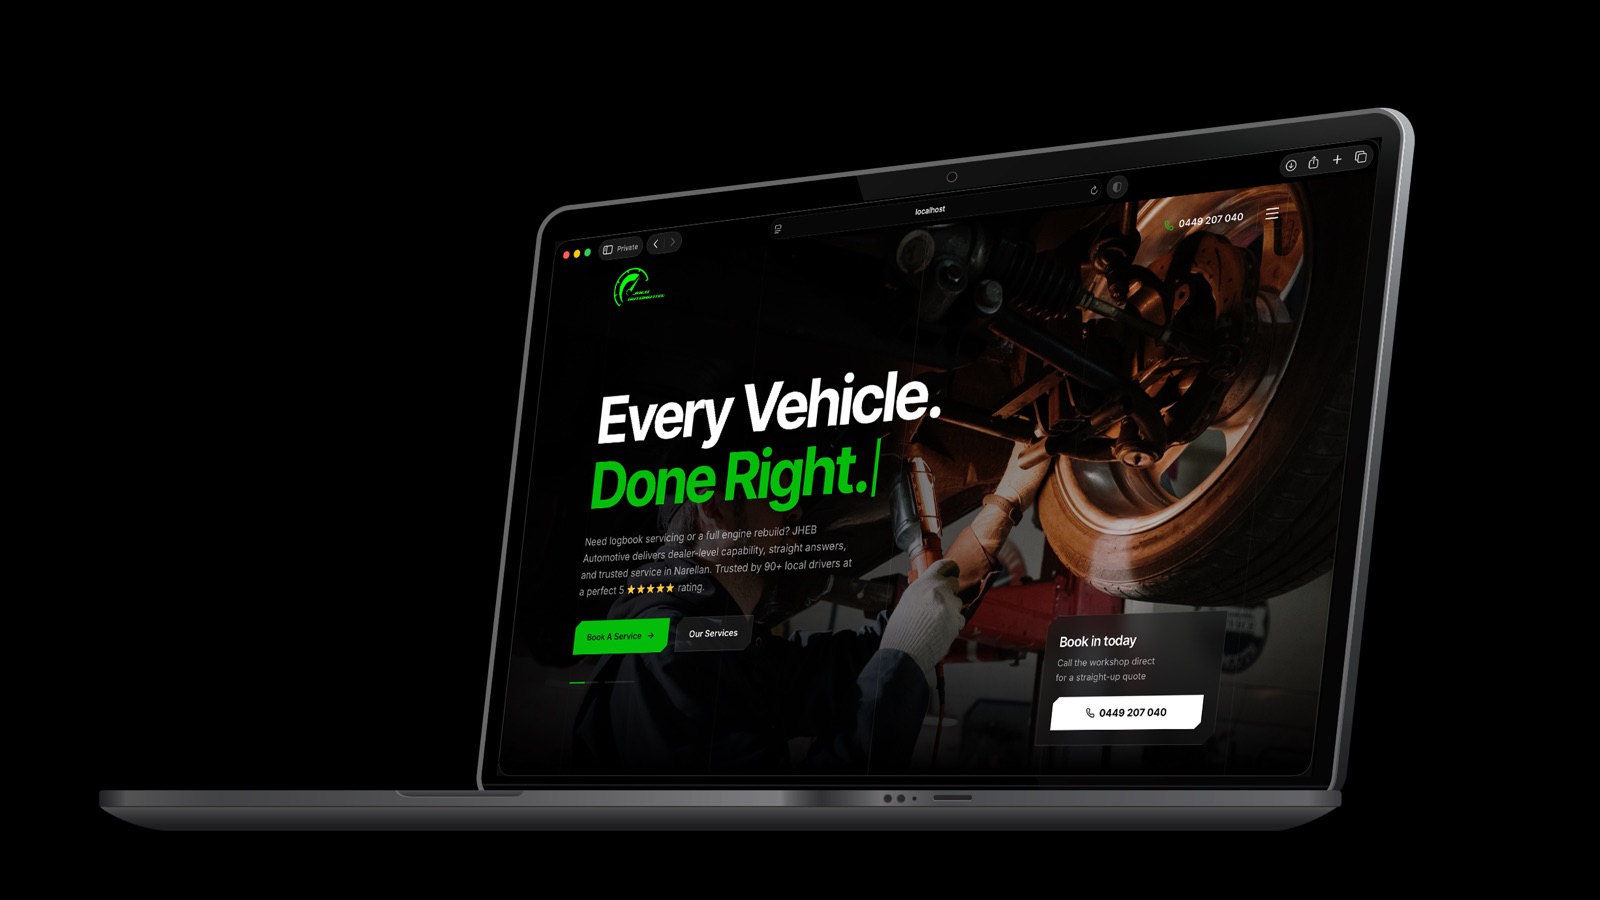 localhost
Private
0449 207 040
JHEB
AUTOMOTIVE
Every Vehicle.
Done Right.
Need logbook servicing or a full engine rebuild? JHEB
Automotive delivers dealer-level capability, straight answers,
and trusted service in Narellan. Trusted by 90+ local drivers at
a perfect 5 ★★★★★ rating.
Book A Service →
Our Services
Book in today
Call the workshop direct
for a straight-up quote
0449 207 040